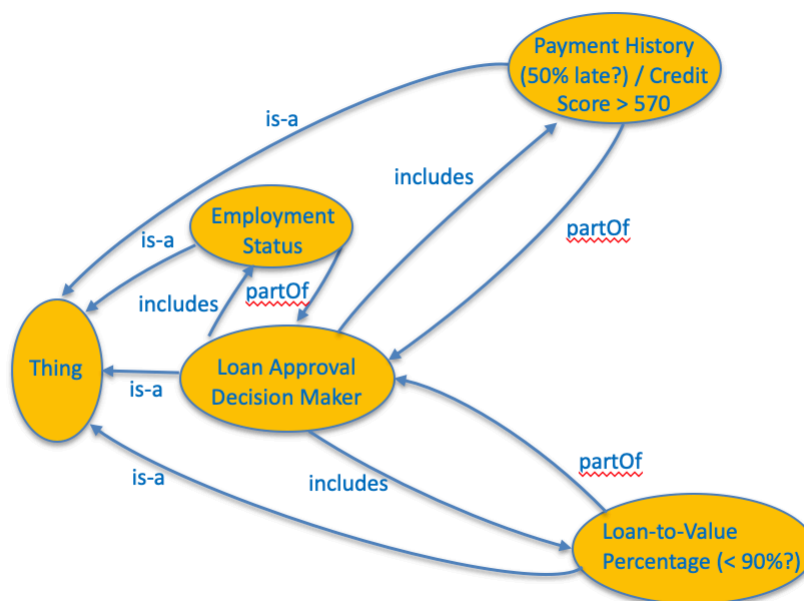 Payment History
(50% late?) / Credit
Score > 570
is-a
includes
Employment
Status
is-a
partOf
includes
partOf
Thing
Loan Approval
Decision Maker
is-a
partOf
is-a
includes
Loan-to-Value
Percentage (< 90%?)